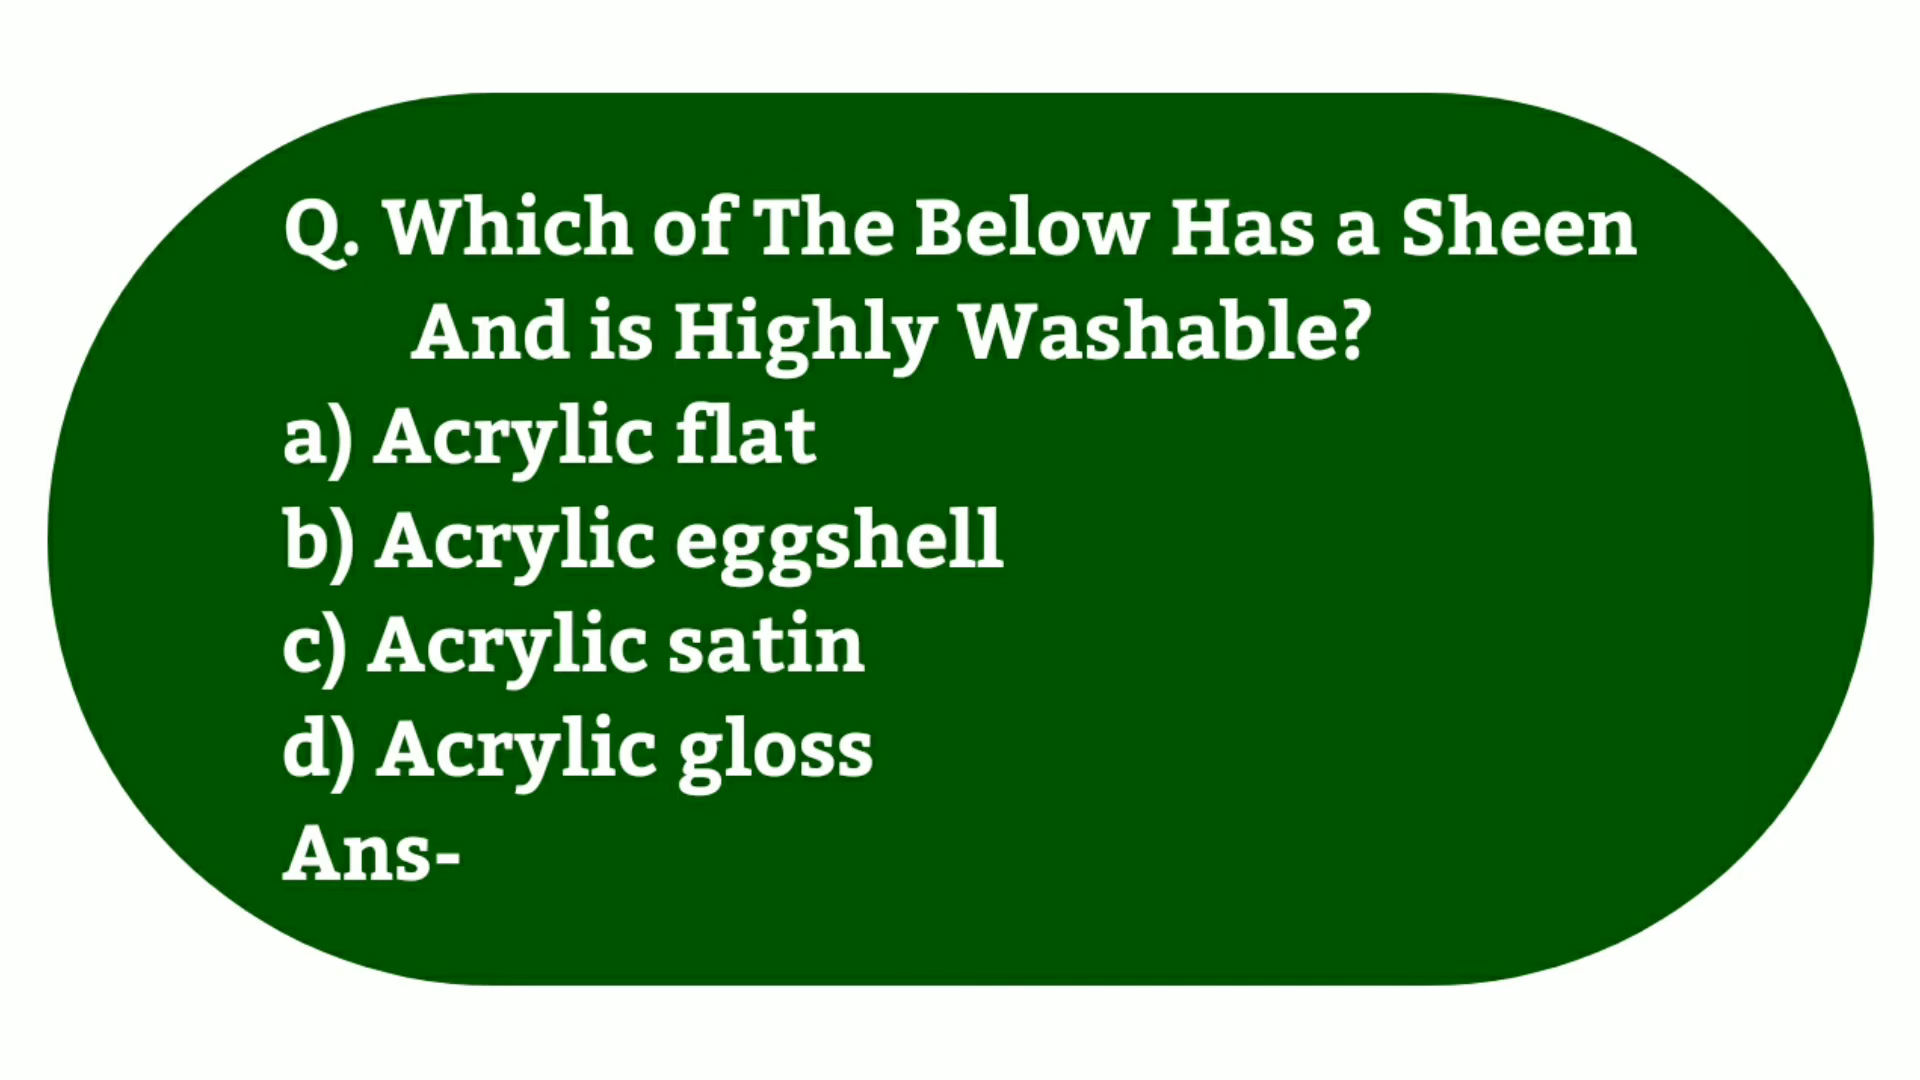 Q. Which of The Below Has a Sheen
And is Highly Washable?
a) Acrylic flat
b) Acrylic eggshell
c) Acrylic satin
d) Acrylic gloss
Ans-